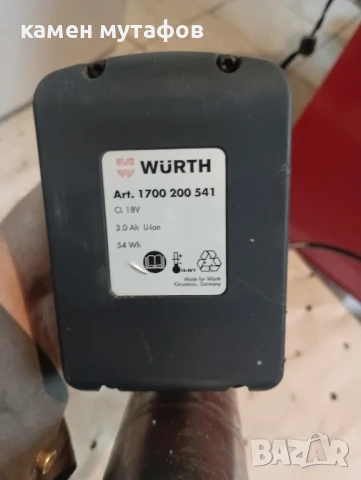 камен мутафов
WÜRTH
Art. 1700 200 541
CL 18V
3.0 Ah Li-Ion
54 Wh
Made for Würth
Künzelsau, Germany
BAZAR